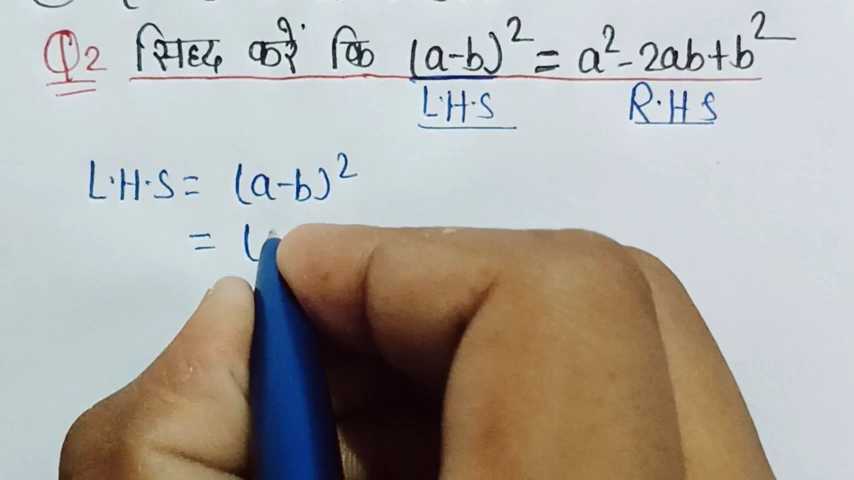 Q2 सिध्द करें कि (a-b)² = a²-2ab+b²
L.H.S R.H.S
L.H.S = (a-b)²
= (